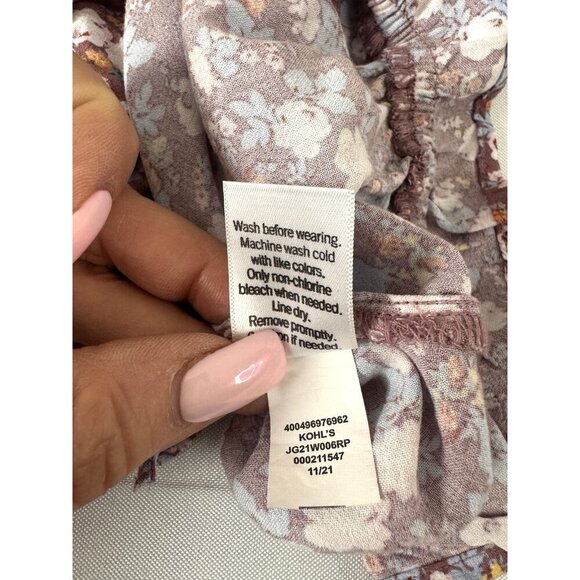 Wash before wearing.
Machine wash cold
with like colors.
Only non-chlorine
bleach when needed.
Line dry.
Remove promptly.
if needed
400496976962
KOHL'S
JG21W006RP
000211547
11/21